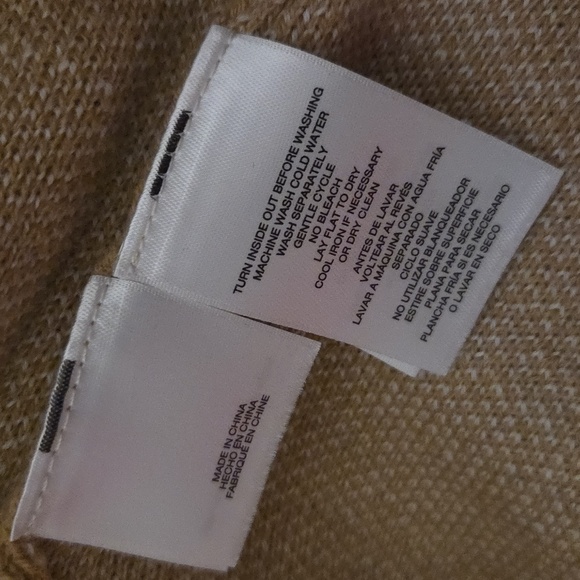 TURN INSIDE OUT BEFORE WASHING
MACHINE WASH COLD WATER
WASH SEPARATELY
GENTLE CYCLE
NO BLEACH
LAY FLAT TO DRY
COOL IRON IF NECESSARY
OR DRY CLEAN
ANTES DE LAVAR
VOLTEAR AL REVÉS
LAVAR A MAQUINA CON AGUA FRÍA
SEPARADO
CICLO SUAVE
NO UTILIZAR BLANQUEADOR
ESTIRE SOBRE SUPERFICIE
PLANA PARA SECAR
PLANCHA FRÍA SI ES NECESARIO
O LAVAR EN SECO
MADE IN CHINA
HECHO EN CHINA
FABRIQUÉ EN CHINE